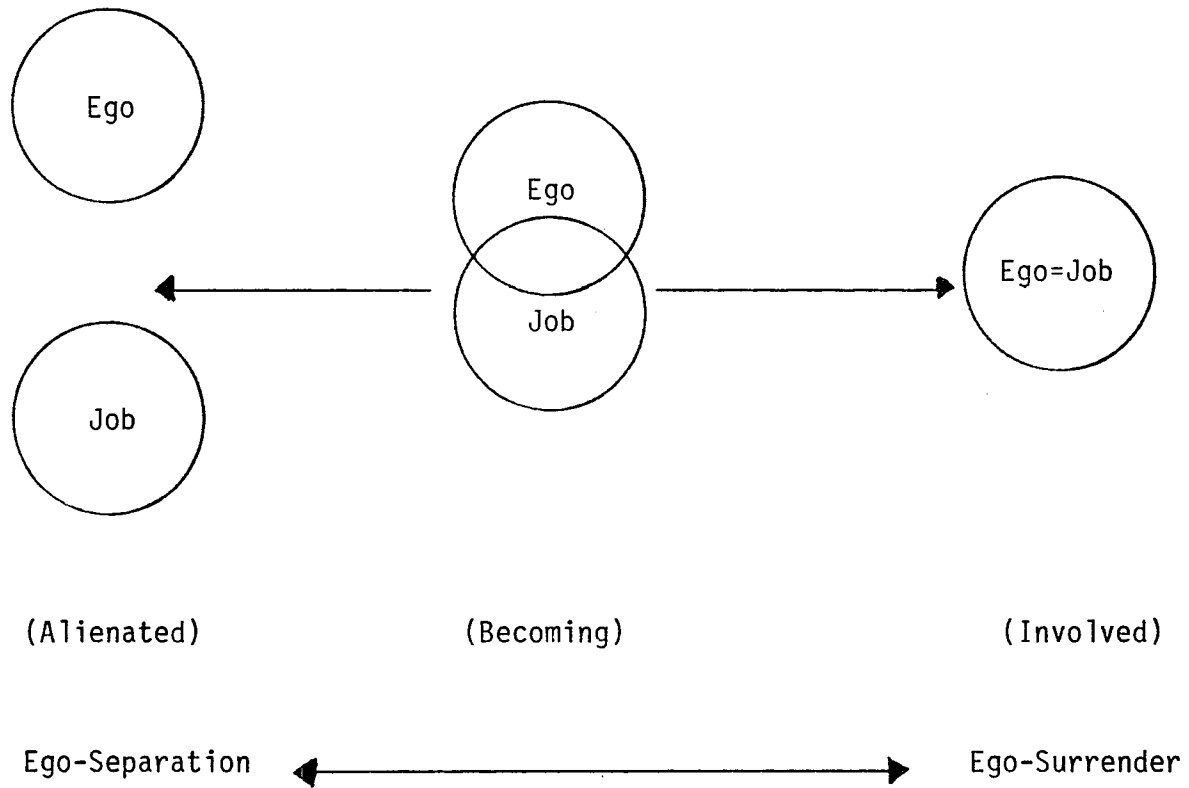 Ego
Ego
Ego=Job
Job
Job
(Alienated) (Becoming) (Involved)
Ego-Separation Ego-Surrender